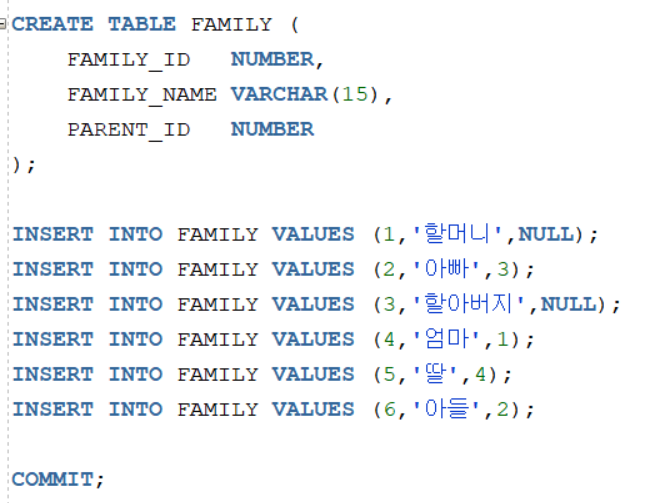 CREATE TABLE FAMILY (
    FAMILY_ID   NUMBER,
    FAMILY_NAME VARCHAR(15),
    PARENT_ID   NUMBER
);

INSERT INTO FAMILY VALUES (1,'할머니',NULL);
INSERT INTO FAMILY VALUES (2,'아빠',3);
INSERT INTO FAMILY VALUES (3,'할아버지',NULL);
INSERT INTO FAMILY VALUES (4,'엄마',1);
INSERT INTO FAMILY VALUES (5,'딸',4);
INSERT INTO FAMILY VALUES (6,'아들',2);

COMMIT;